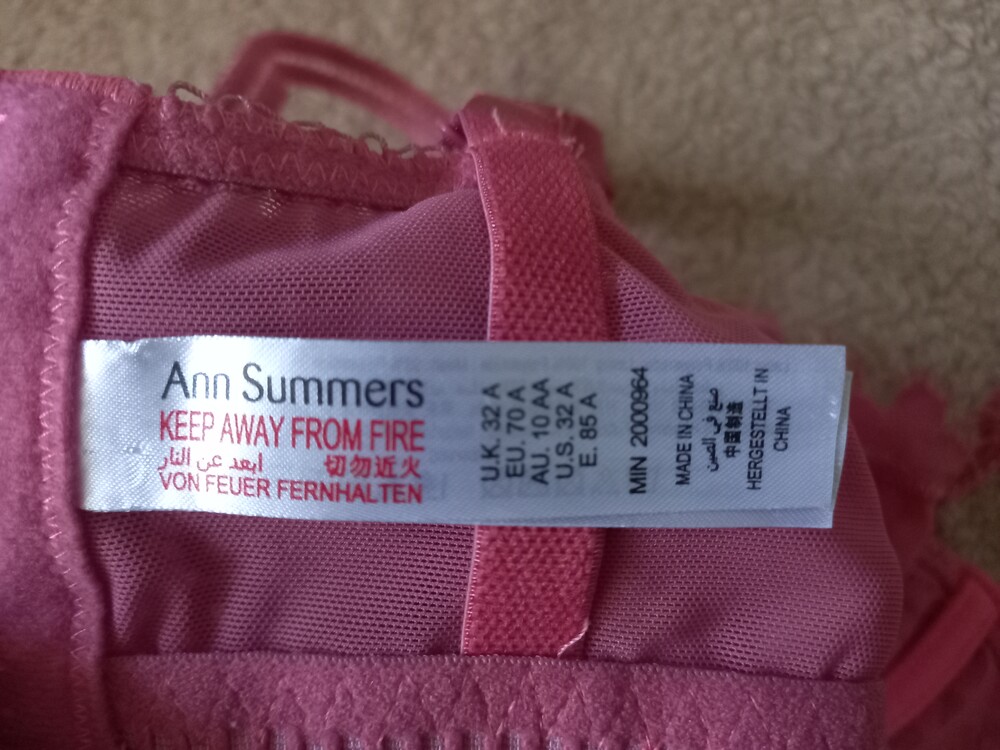 Ann Summers
KEEP AWAY FROM FIRE
ابعد عن النار 切勿近火
VON FEUER FERNHALTEN
U.K. 32 A
EU. 70 A
AU. 10 AA
U.S. 32 A
E. 85 A
MIN 2000964
MADE IN CHINA
صنع في الصين
中国制造
HERGESTELLT IN
CHINA